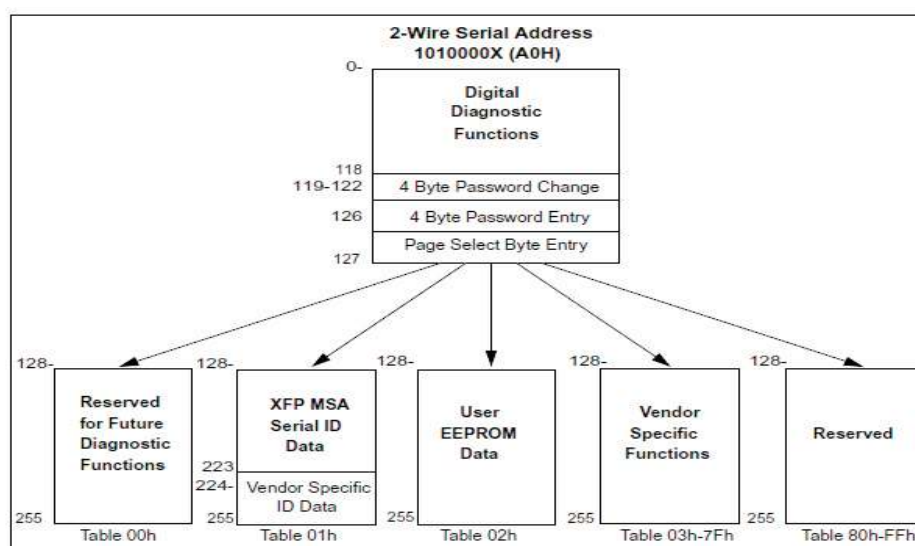 2-Wire Serial Address
1010000X (A0H)
0-
Digital
Diagnostic
Functions
118
119-122
4 Byte Password Change
126
4 Byte Password Entry
Page Select Byte Entry
127
128-
128-
128-
128-
128-
Reserved
for Future
Diagnostic
Functions
XFP MSA
Serial ID
Data
User
EEPROM
Data
Vendor
Specific
Functions
Reserved
223
224-
Vendor Specific
ID Data
255
255
255
255
255
Table 00h
Table 01h
Table 02h
Table 03h-7Fh
Table 80h-FFh